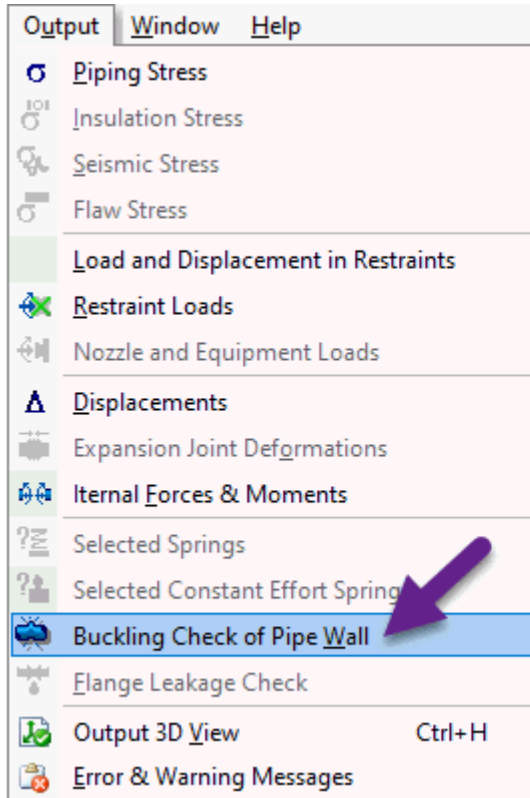 Output Window Help
σ Piping Stress
Insulation Stress
Seismic Stress
σ Flaw Stress
Load and Displacement in Restraints
Restraint Loads
Nozzle and Equipment Loads
Δ Displacements
Expansion Joint Deformations
Iternal Forces & Moments
Selected Springs
Selected Constant Effort Spring
Buckling Check of Pipe Wall
Flange Leakage Check
Output 3D View Ctrl+H
Error & Warning Messages